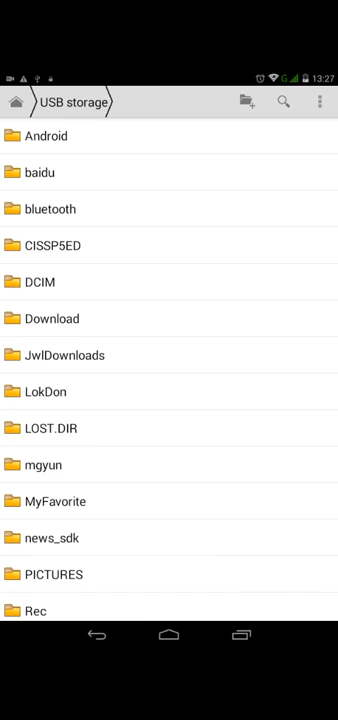 G 13:27
USB storage
Android
baidu
bluetooth
CISSP5ED
DCIM
Download
JwlDownloads
LokDon
LOST.DIR
mgyun
MyFavorite
news_sdk
PICTURES
Rec